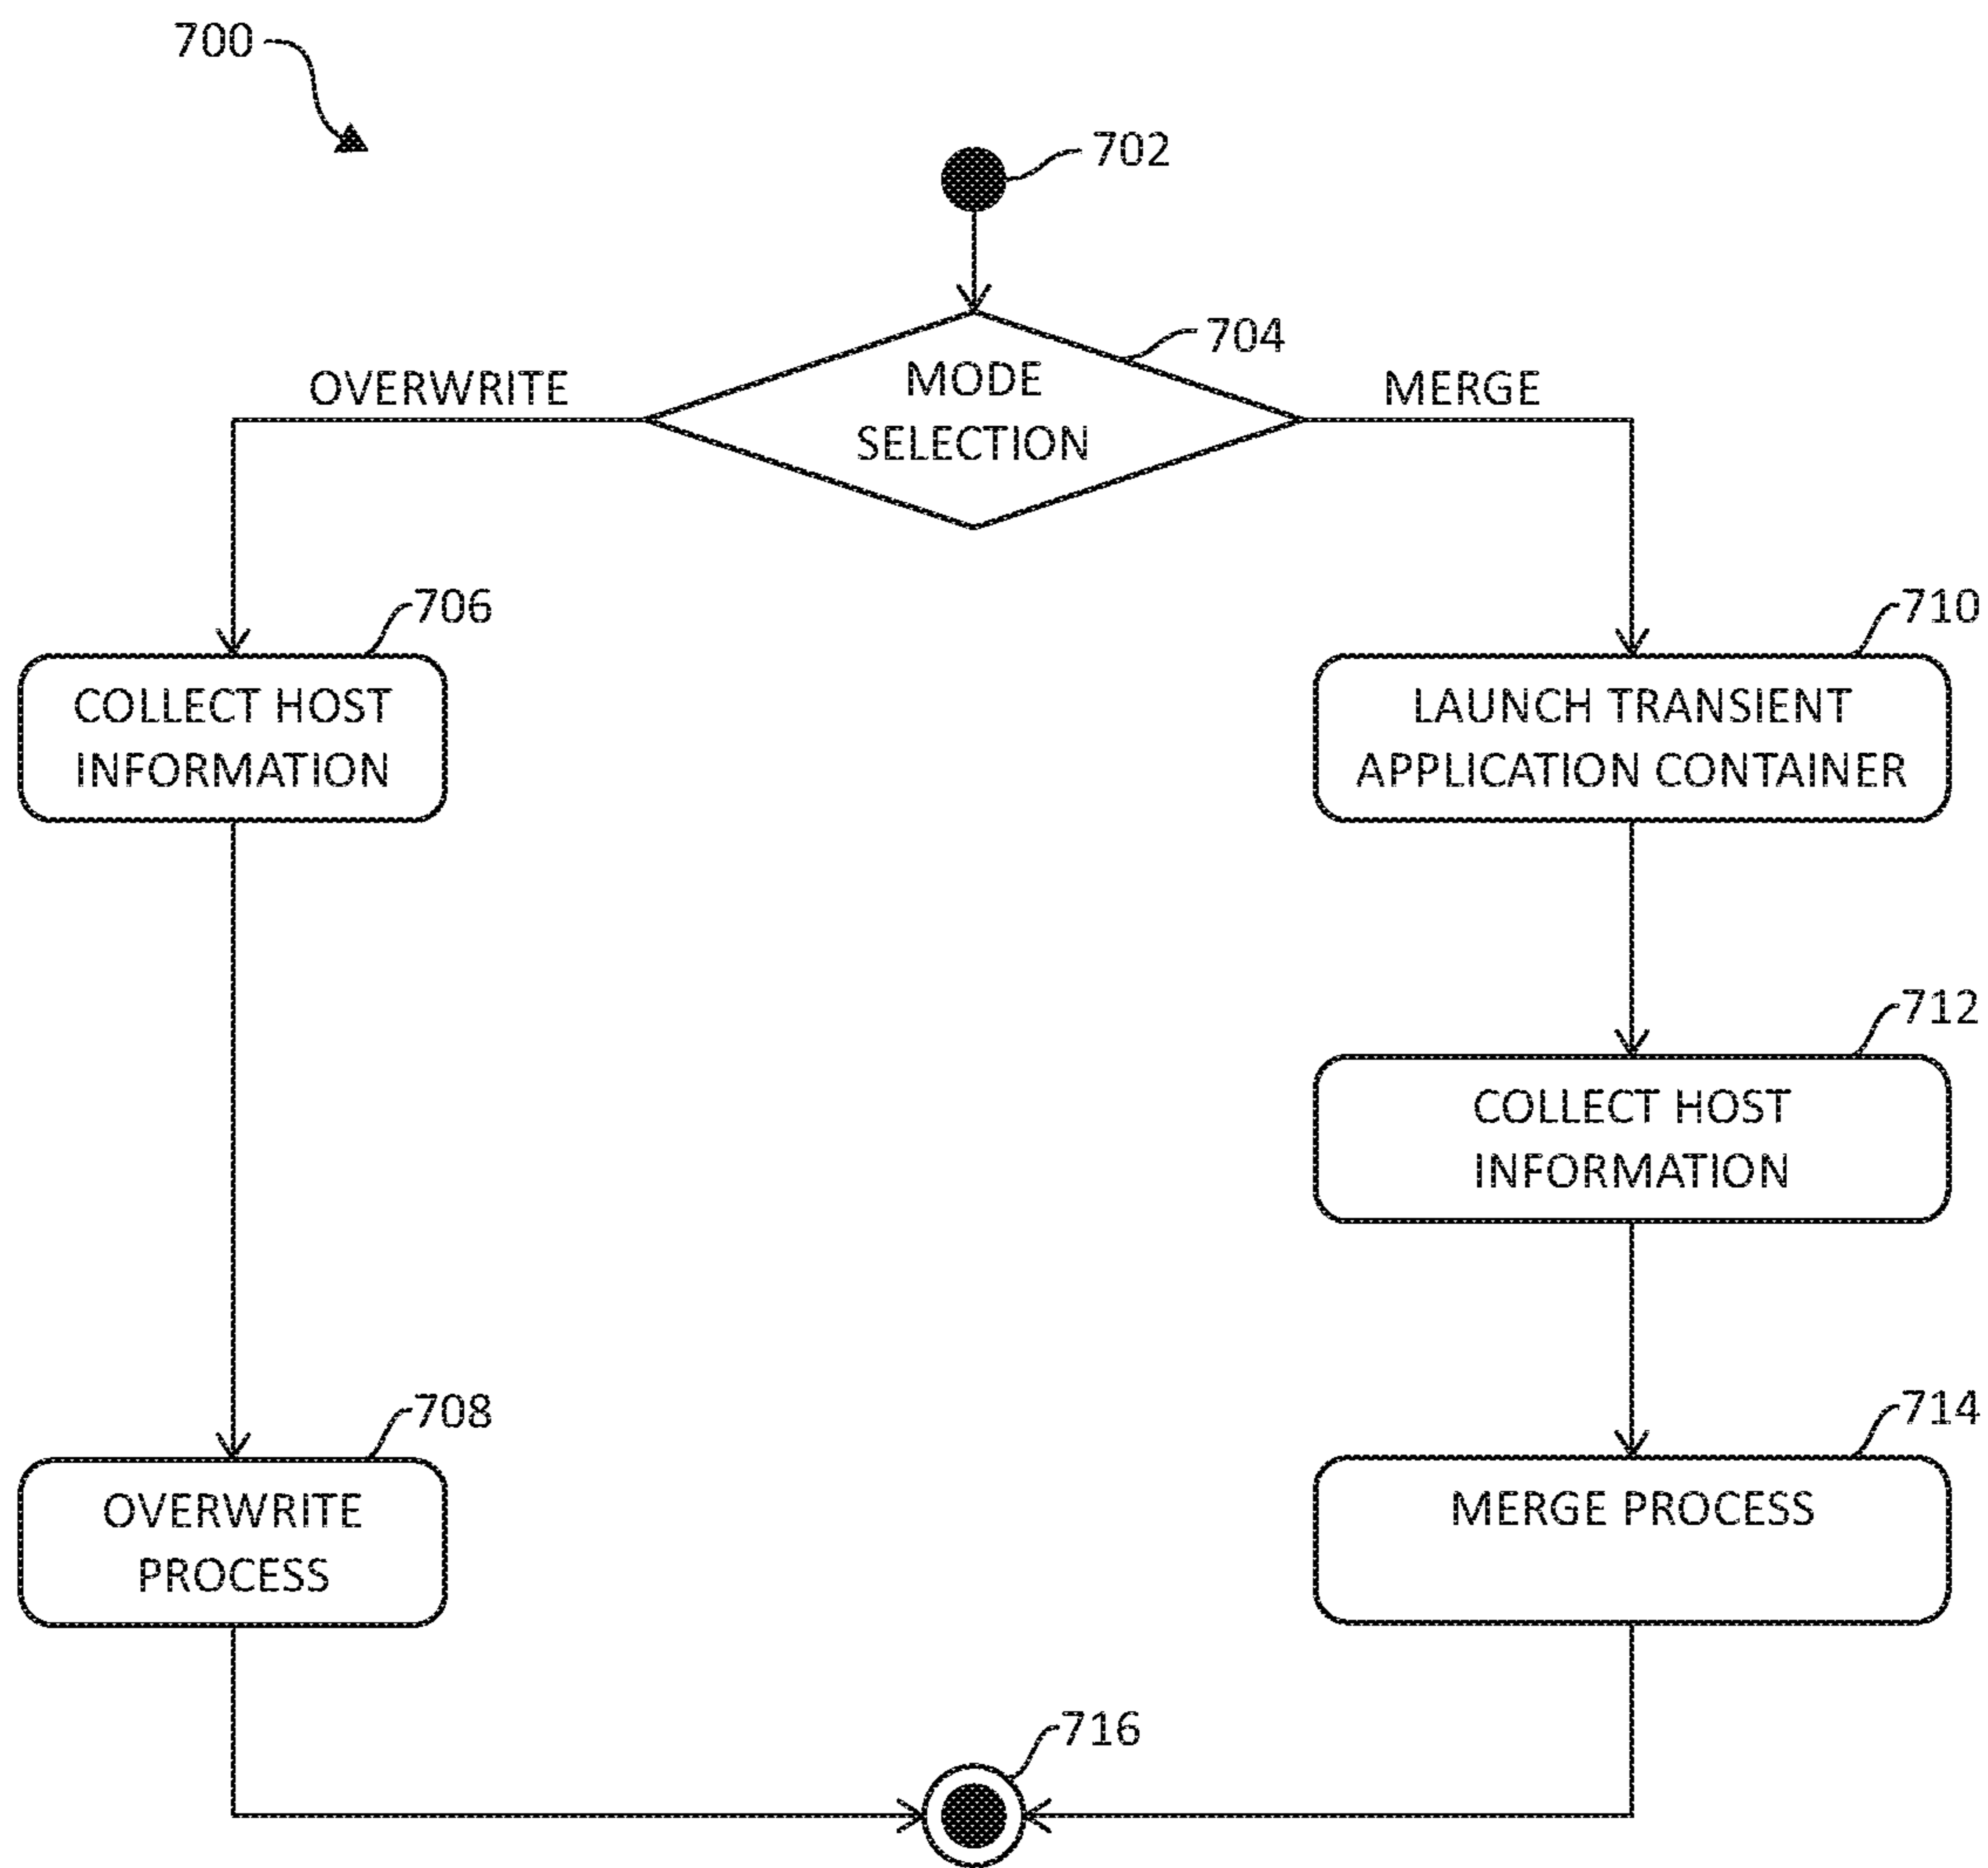 700
702
704
MODE
SELECTION
OVERWRITE
MERGE
706
COLLECT HOST
INFORMATION
710
LAUNCH TRANSIENT
APPLICATION CONTAINER
712
COLLECT HOST
INFORMATION
708
OVERWRITE
PROCESS
714
MERGE PROCESS
716